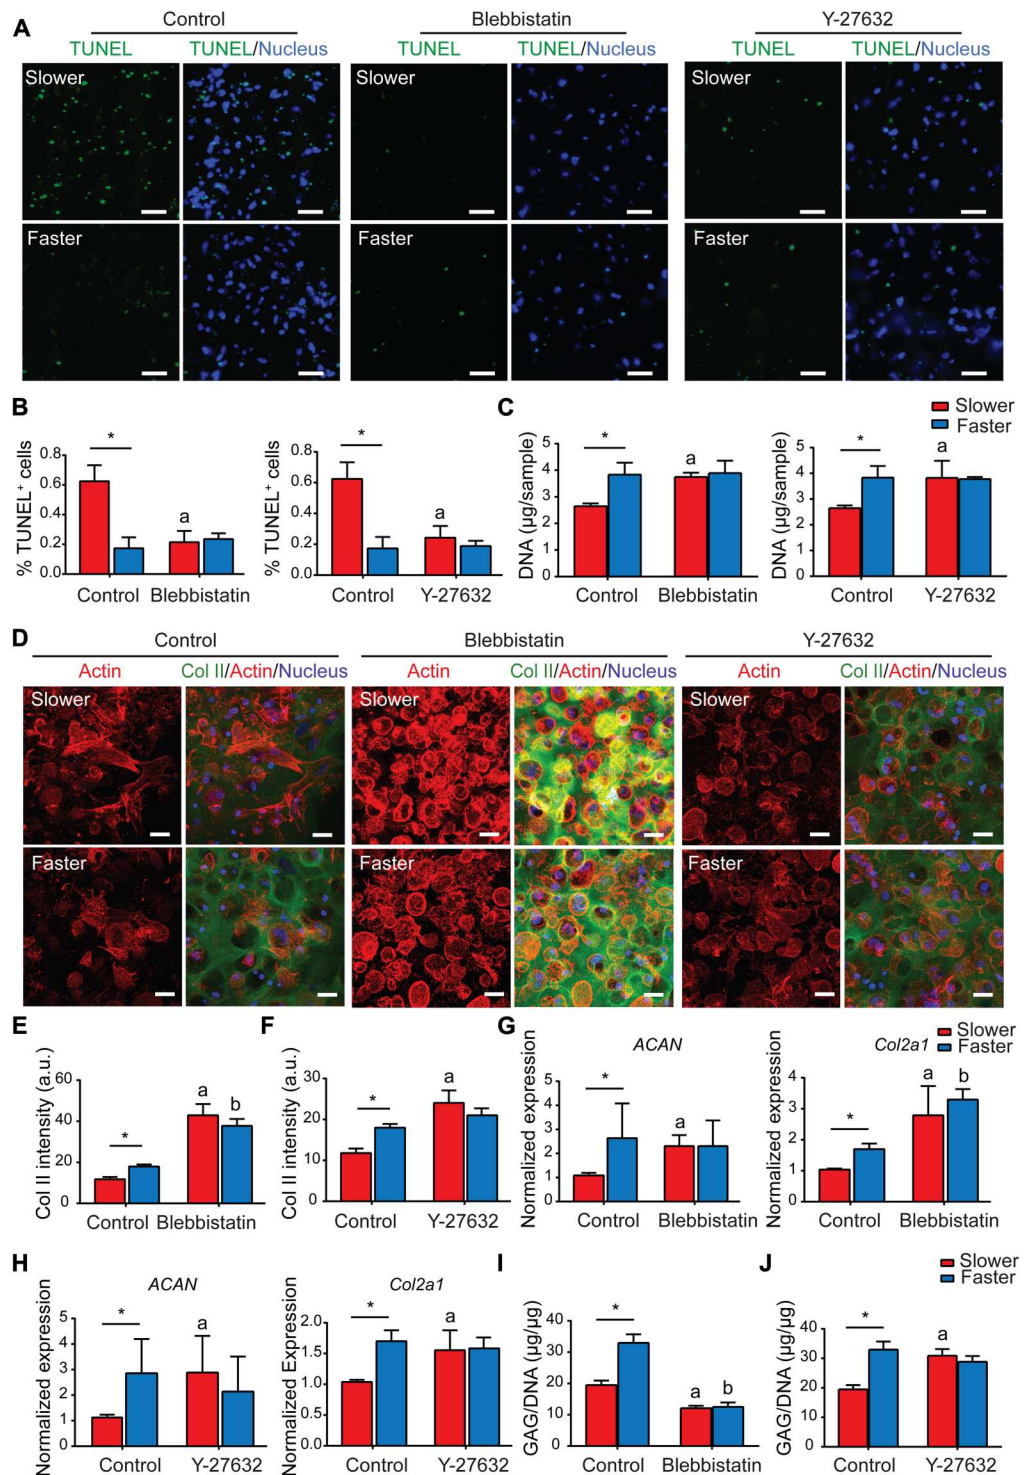 A
Control
Blebbistatin
Y-27632
TUNEL
TUNEL/Nucleus
TUNEL
TUNEL/Nucleus
TUNEL
TUNEL/Nucleus
Slower
Slower
Slower
Faster
Faster
Faster
B
% TUNEL⁺ cells
0.8
0.6
0.4
0.2
0.0
*
a
Control
Blebbistatin
% TUNEL⁺ cells
0.8
0.6
0.4
0.2
0.0
*
a
Control
Y-27632
C
Slower
Faster
DNA (μg/sample)
5
4
3
2
1
0
*
a
Control
Blebbistatin
DNA (μg/sample)
5
4
3
2
1
0
*
a
Control
Y-27632
D
Control
Blebbistatin
Y-27632
Actin
Col II/Actin/Nucleus
Actin
Col II/Actin/Nucleus
Actin
Col II/Actin/Nucleus
Slower
Slower
Slower
Faster
Faster
Faster
E
Col II intensity (a.u.)
60
40
20
0
*
a
b
Control
Blebbistatin
F
Col II intensity (a.u.)
30
20
10
0
*
a
Control
Y-27632
G
Slower
Faster
ACAN
Normalized expression
5
4
3
2
1
0
*
a
Control
Blebbistatin
Col2a1
Normalized expression
4
3
2
1
0
*
a
b
Control
Blebbistatin
H
ACAN
Normalized expression
5
4
3
2
1
0
*
a
Control
Y-27632
Col2a1
Normalized Expression
2.0
1.5
1.0
0.5
0.0
*
a
Control
Y-27632
I
GAG/DNA (μg/μg)
40
30
20
10
0
*
a
b
Control
Blebbistatin
J
Slower
Faster
GAG/DNA (μg/μg)
40
30
20
10
0
*
a
Control
Y-27632